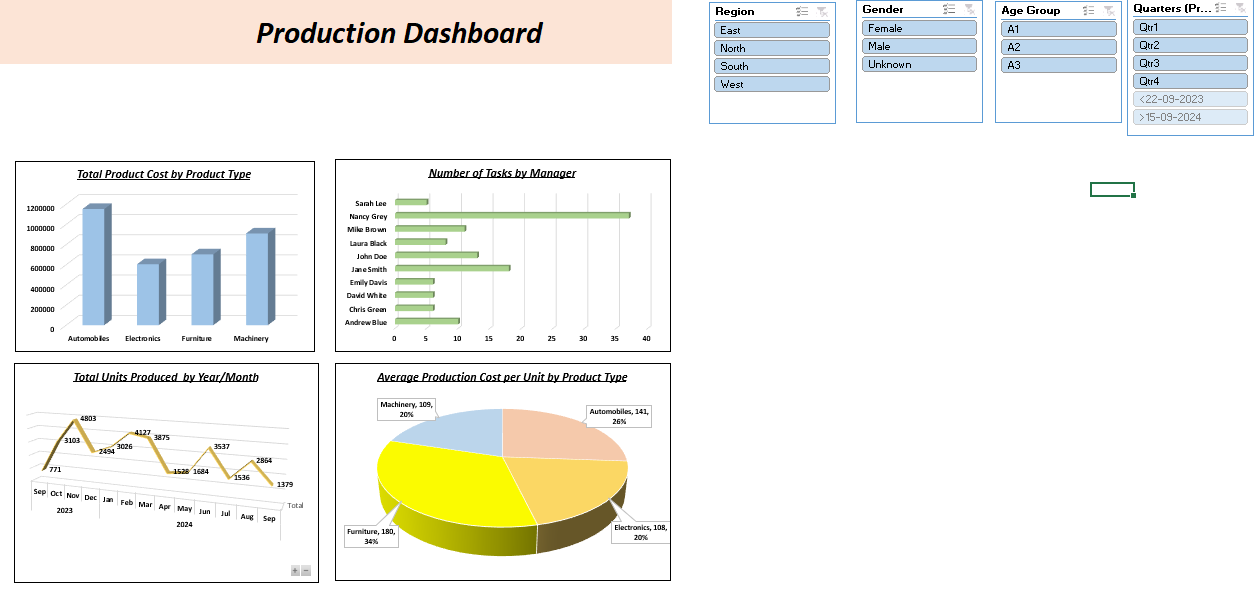 Production Dashboard
Region
East
North
South
West
Gender
Female
Male
Unknown
Age Group
A1
A2
A3
Quarters (Pr...
Qtr1
Qtr2
Qtr3
Qtr4
<22-09-2023
>15-09-2024
Total Product Cost by Product Type
1200000
1000000
800000
600000
400000
200000
0
Automobiles Electronics Furniture Machinery
Number of Tasks by Manager
Sarah Lee
Nancy Grey
Mike Brown
Laura Black
John Doe
Jane Smith
Emily Davis
David White
Chris Green
Andrew Blue
0 5 10 15 20 25 30 35 40
Total Units Produced by Year/Month
771 3103 4803 2494 3026 4127 3875 1528 1684 3537 1536 2864 1379
Sep Oct Nov Dec Jan Feb Mar Apr May Jun Jul Aug Sep
2023 2024
Total
+ −
Average Production Cost per Unit by Product Type
Machinery, 109,
20%
Automobiles, 141,
26%
Furniture, 180,
34%
Electronics, 108,
20%